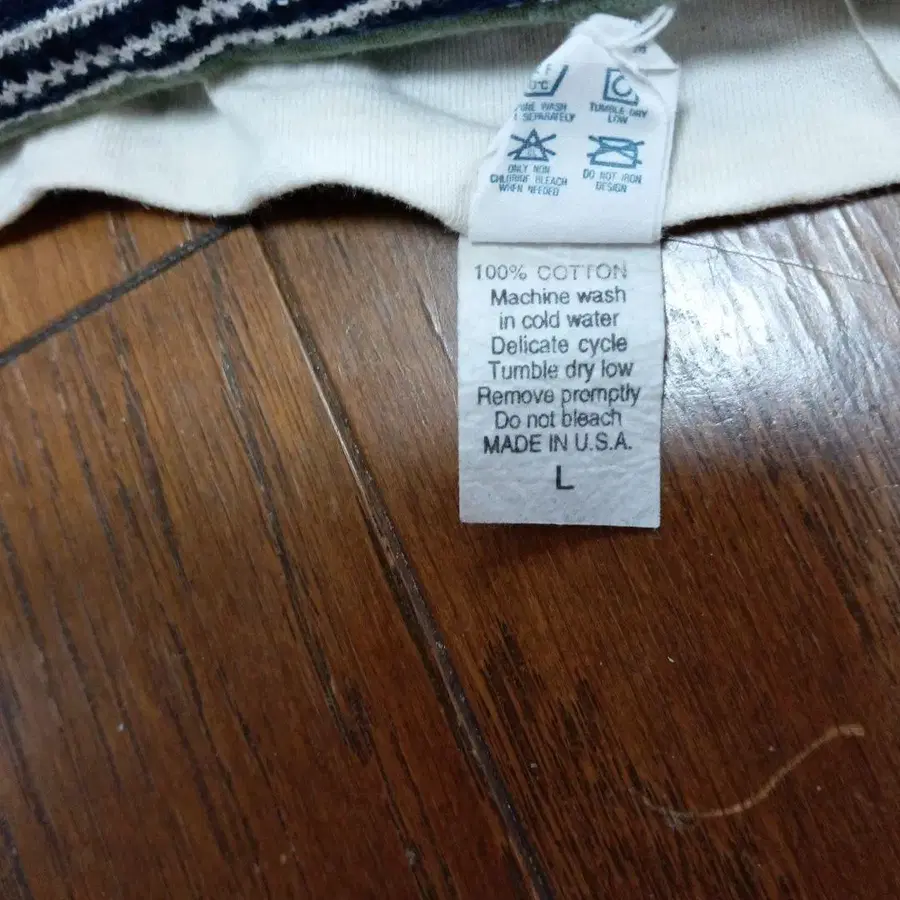 SEPARATELY
TUMBLE DRY
LOW
ONLY NON
CHLORINE BLEACH
WHEN NEEDED
DO NOT IRON
DESIGN
100% COTTON
Machine wash
in cold water
Delicate cycle
Tumble dry low
Remove promptly
Do not bleach
MADE IN U.S.A.
L